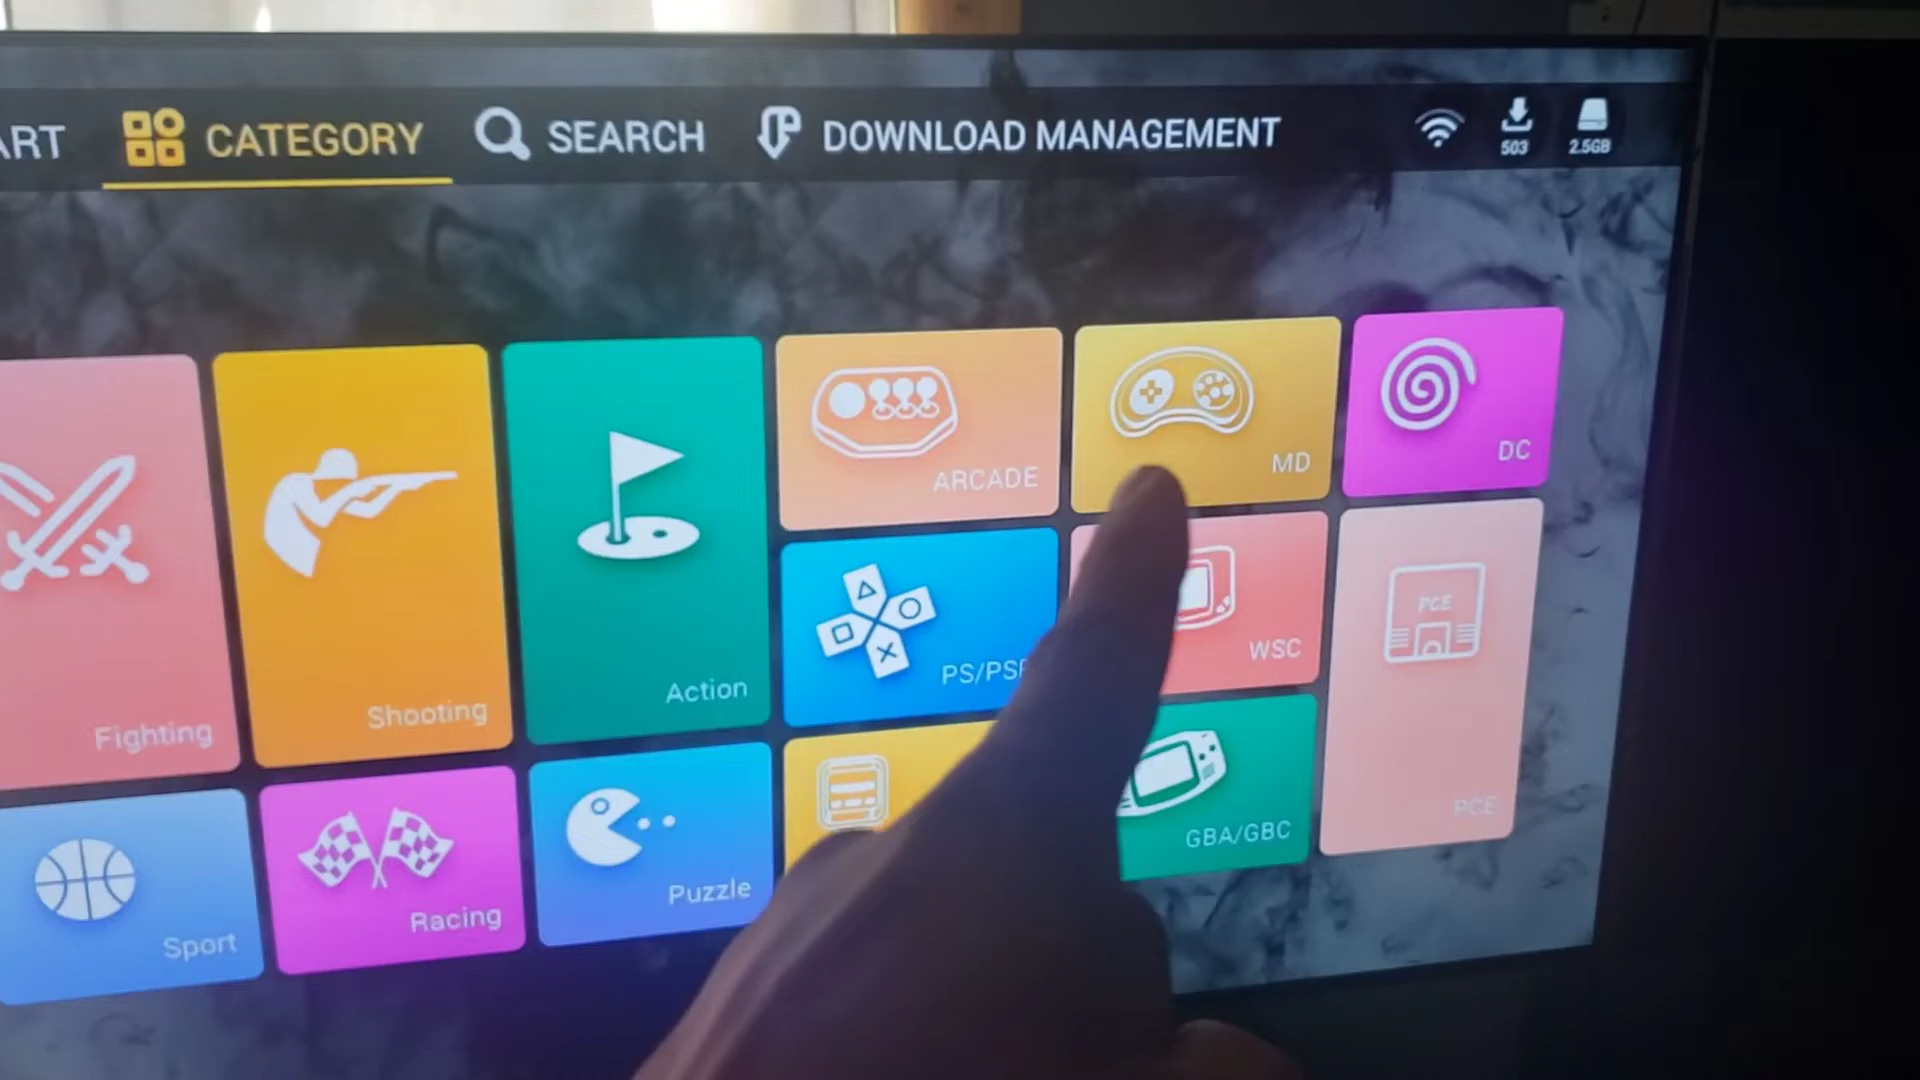 CATEGORY
SEARCH
DOWNLOAD MANAGEMENT
503
2.5GB
ARCADE
MD
DC
Fighting
Shooting
Action
WSC
PCE
PCE
Sport
Racing
Puzzle
GBA/GBC